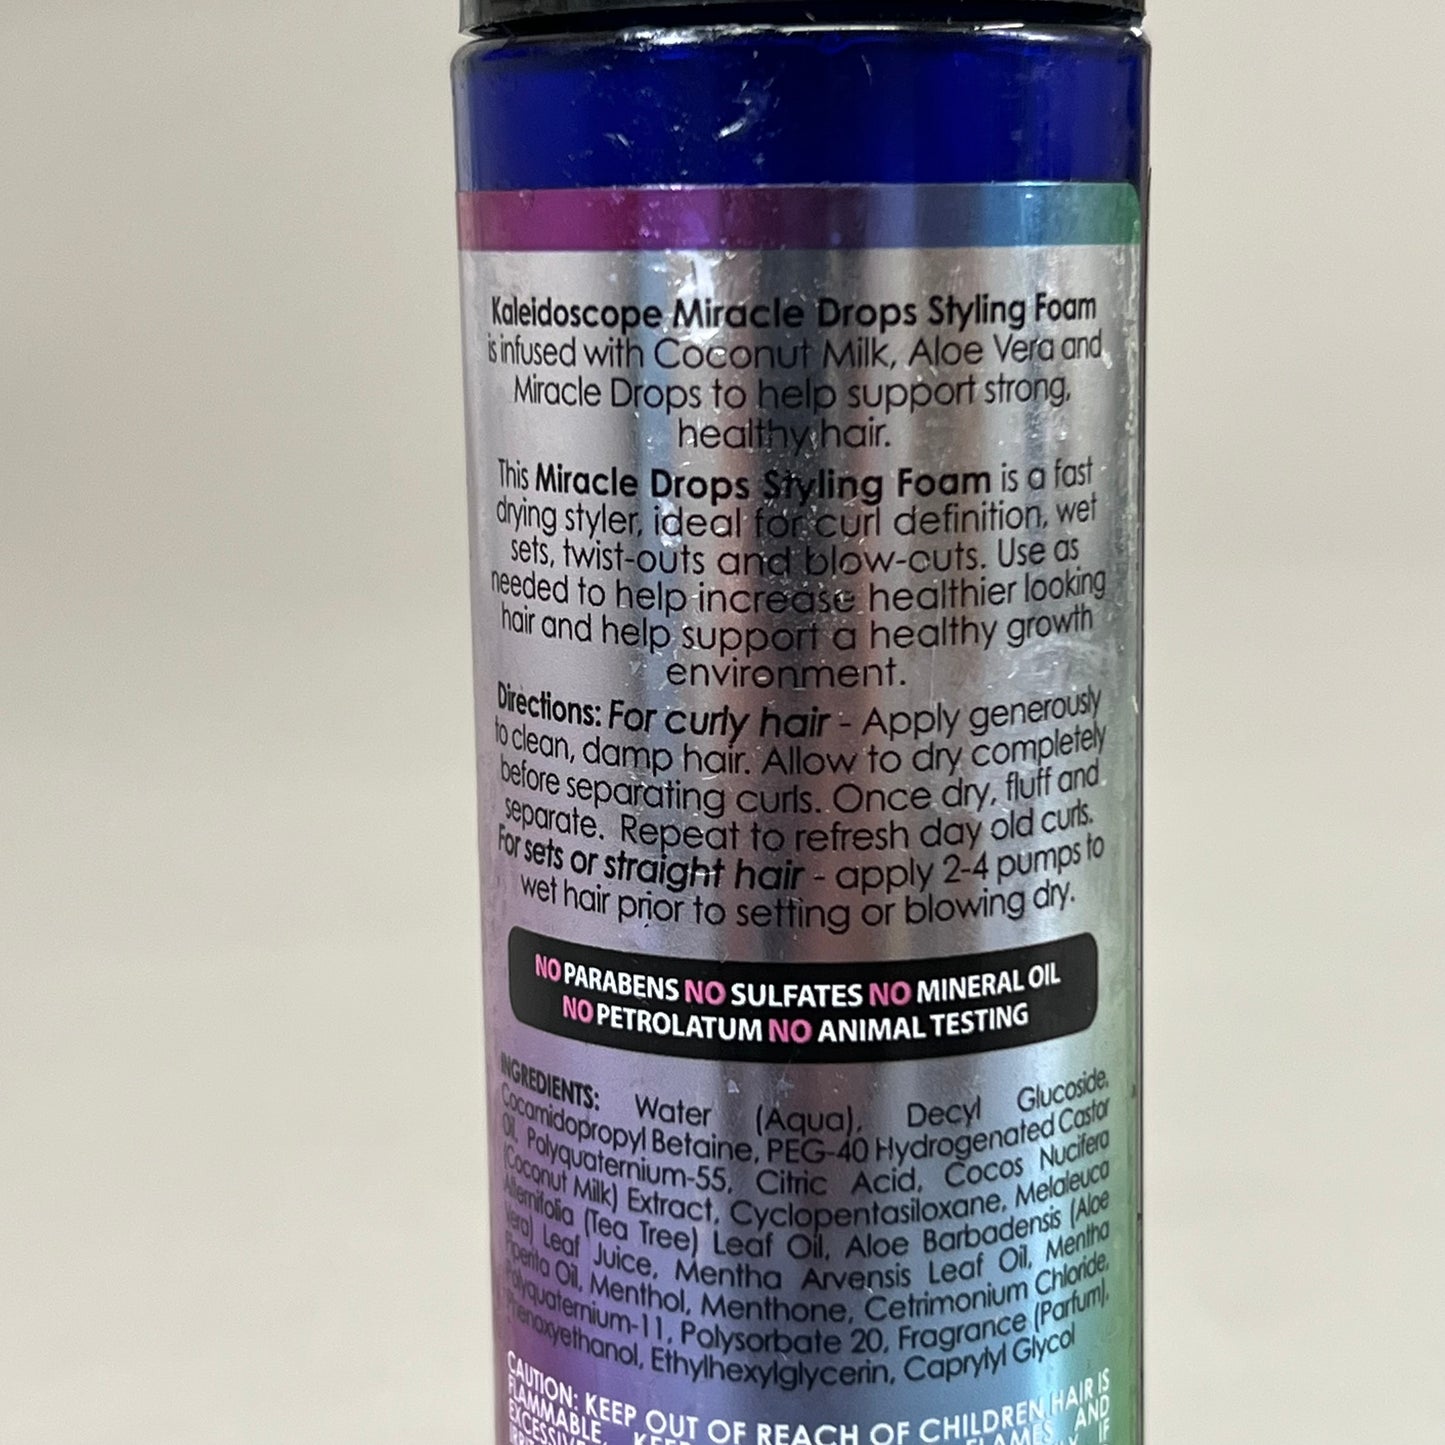 Kaleidoscope Miracle Drops Styling Foam
is infused with Coconut Milk, Aloe Vera and
Miracle Drops to help support strong,
healthy hair.
This Miracle Drops Styling Foam is a fast
drying styler, ideal for curl definition, wet
sets, twist-outs and blow-outs. Use as
needed to help increase healthier looking
hair and help support a healthy growth
environment.
Directions: For curly hair - Apply generously
to clean, damp hair. Allow to dry completely
before separating curls. Once dry, fluff and
separate. Repeat to refresh day old curls.
For sets or straight hair - apply 2-4 pumps to
wet hair prior to setting or blowing dry.
NO PARABENS NO SULFATES NO MINERAL OIL
NO PETROLATUM NO ANIMAL TESTING
INGREDIENTS: Water (Aqua), Decyl Glucoside,
Cocamidopropyl Betaine, PEG-40 Hydrogenated Castor
Oil, Polyquaternium-55, Citric Acid, Cocos Nucifera
(Coconut Milk) Extract, Cyclopentasiloxane, Melaleuca
Alternifolia (Tea Tree) Leaf Oil, Aloe Barbadensis (Aloe
Vera) Leaf Juice, Mentha Arvensis Leaf Oil, Mentha
Piperita Oil, Menthol, Menthone, Cetrimonium Chloride,
Polyquaternium-11, Polysorbate 20, Fragrance (Parfum),
Phenoxyethanol, Ethylhexylglycerin, Caprylyl Glycol
CAUTION: KEEP OUT OF REACH OF CHILDREN HAIR IS
FLAMMABLE, KEEP FLAMES AND
EXCESSIVE IF